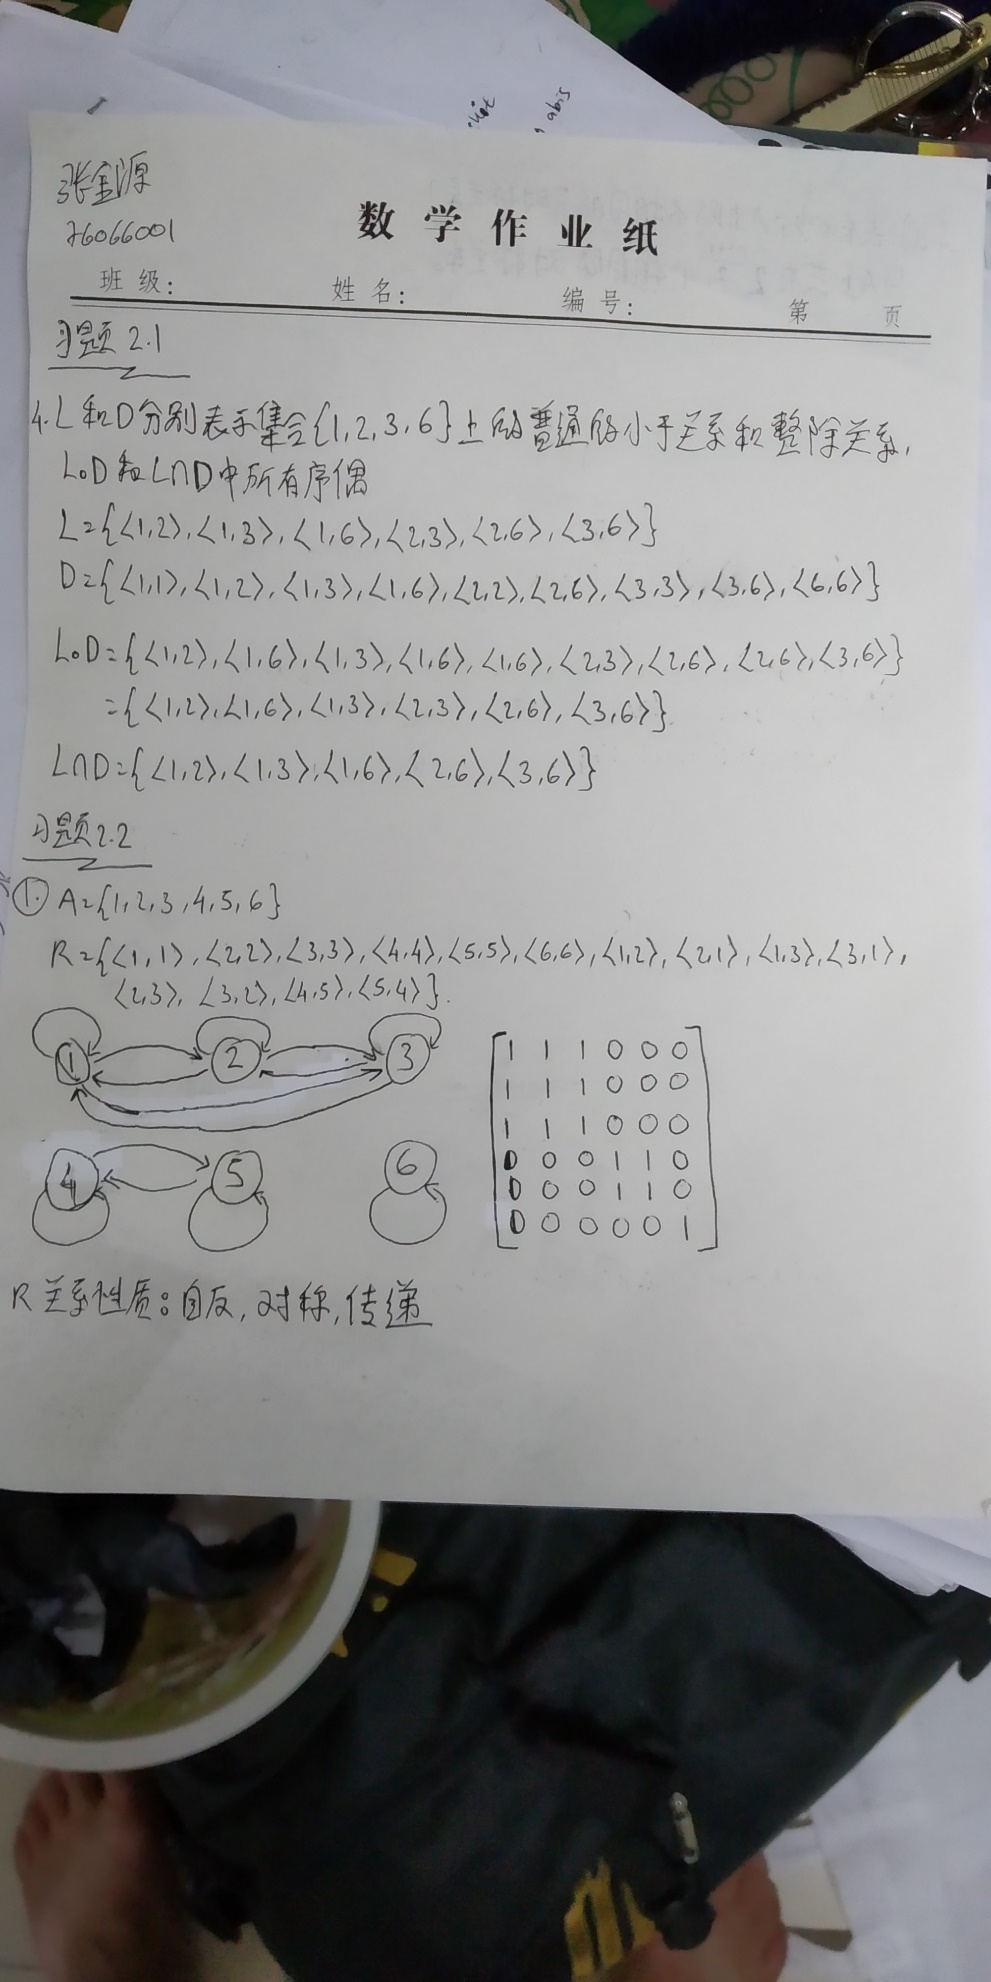 张金源
76066001
数学作业纸
班级: 姓名: 编号: 第 页
习题 2.1
4. L和D分别表示集合{1,2,3,6}上的普通的小于关系和整除关系,
L∘D和L∩D中所有序偶
L={<1,2>,<1,3>,<1,6>,<2,3>,<2,6>,<3,6>}
D={<1,1>,<1,2>,<1,3>,<1,6>,<2,2>,<2,6>,<3,3>,<3,6>,<6,6>}
L∘D={<1,2>,<1,6>,<1,3>,<1,6>,<1,6>,<2,3>,<2,6>,<2,6>,<3,6>}
={<1,2>,<1,6>,<1,3>,<2,3>,<2,6>,<3,6>}
L∩D={<1,2>,<1,3>,<1,6>,<2,6>,<3,6>}
习题2.2
①. A={1,2,3,4,5,6}
R={<1,1>,<2,2>,<3,3>,<4,4>,<5,5>,<6,6>,<1,2>,<2,1>,<1,3>,<3,1>,
<2,3>,<3,2>,<4,5>,<5,4>}.
1 2 3
4 5 6
1 1 1 0 0 0
1 1 1 0 0 0
1 1 1 0 0 0
0 0 0 1 1 0
0 0 0 1 1 0
0 0 0 0 0 1
R关系性质:自反,对称,传递